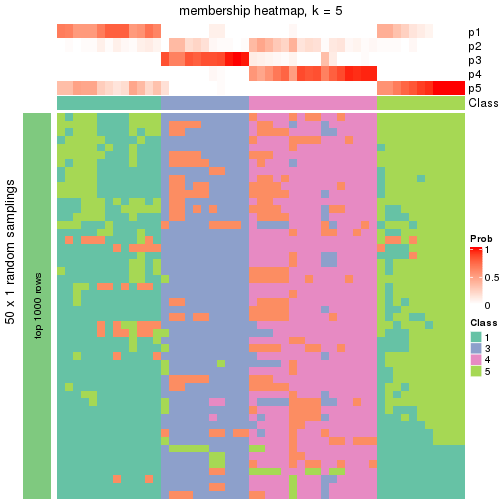 membership heatmap, k = 5
p1
p2
p3
p4
p5
Class
50 x 1 random samplings
top 1000 rows
Prob
1
0.5
0
Class
1
3
4
5